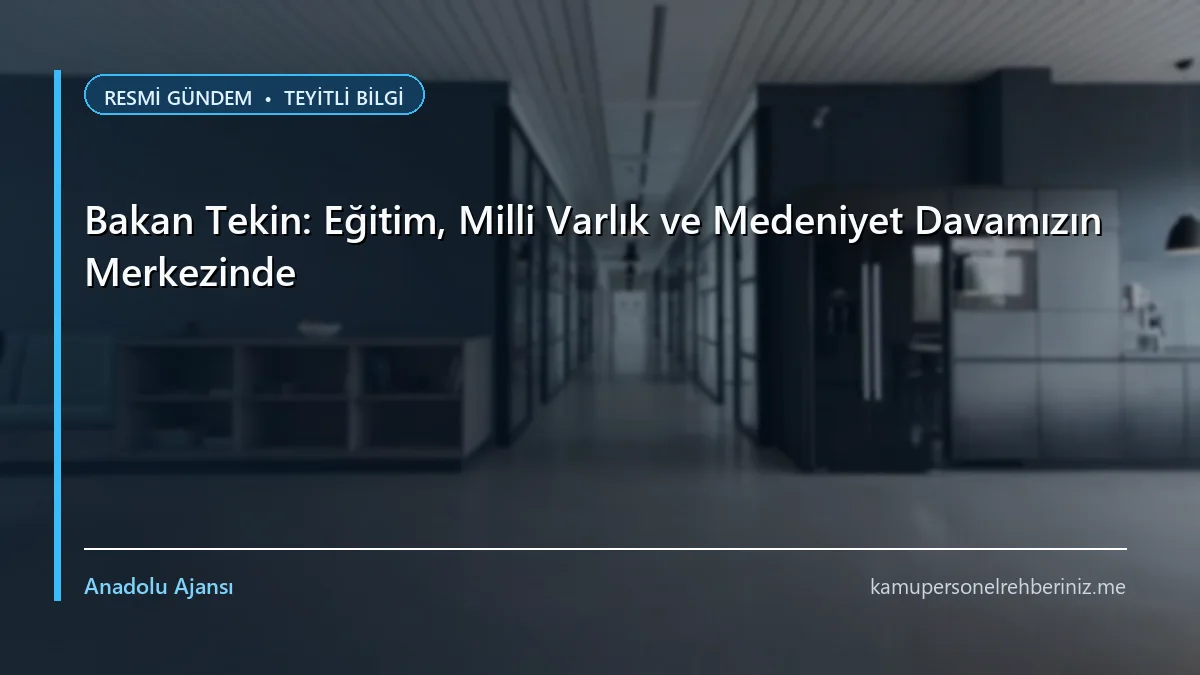 RESMİ GÜNDEM • TEYİTLİ BİLGİ
Bakan Tekin: Eğitim, Milli Varlık ve Medeniyet Davamızın
Merkezinde
Anadolu Ajansı
kamupersonelrehberiniz.me